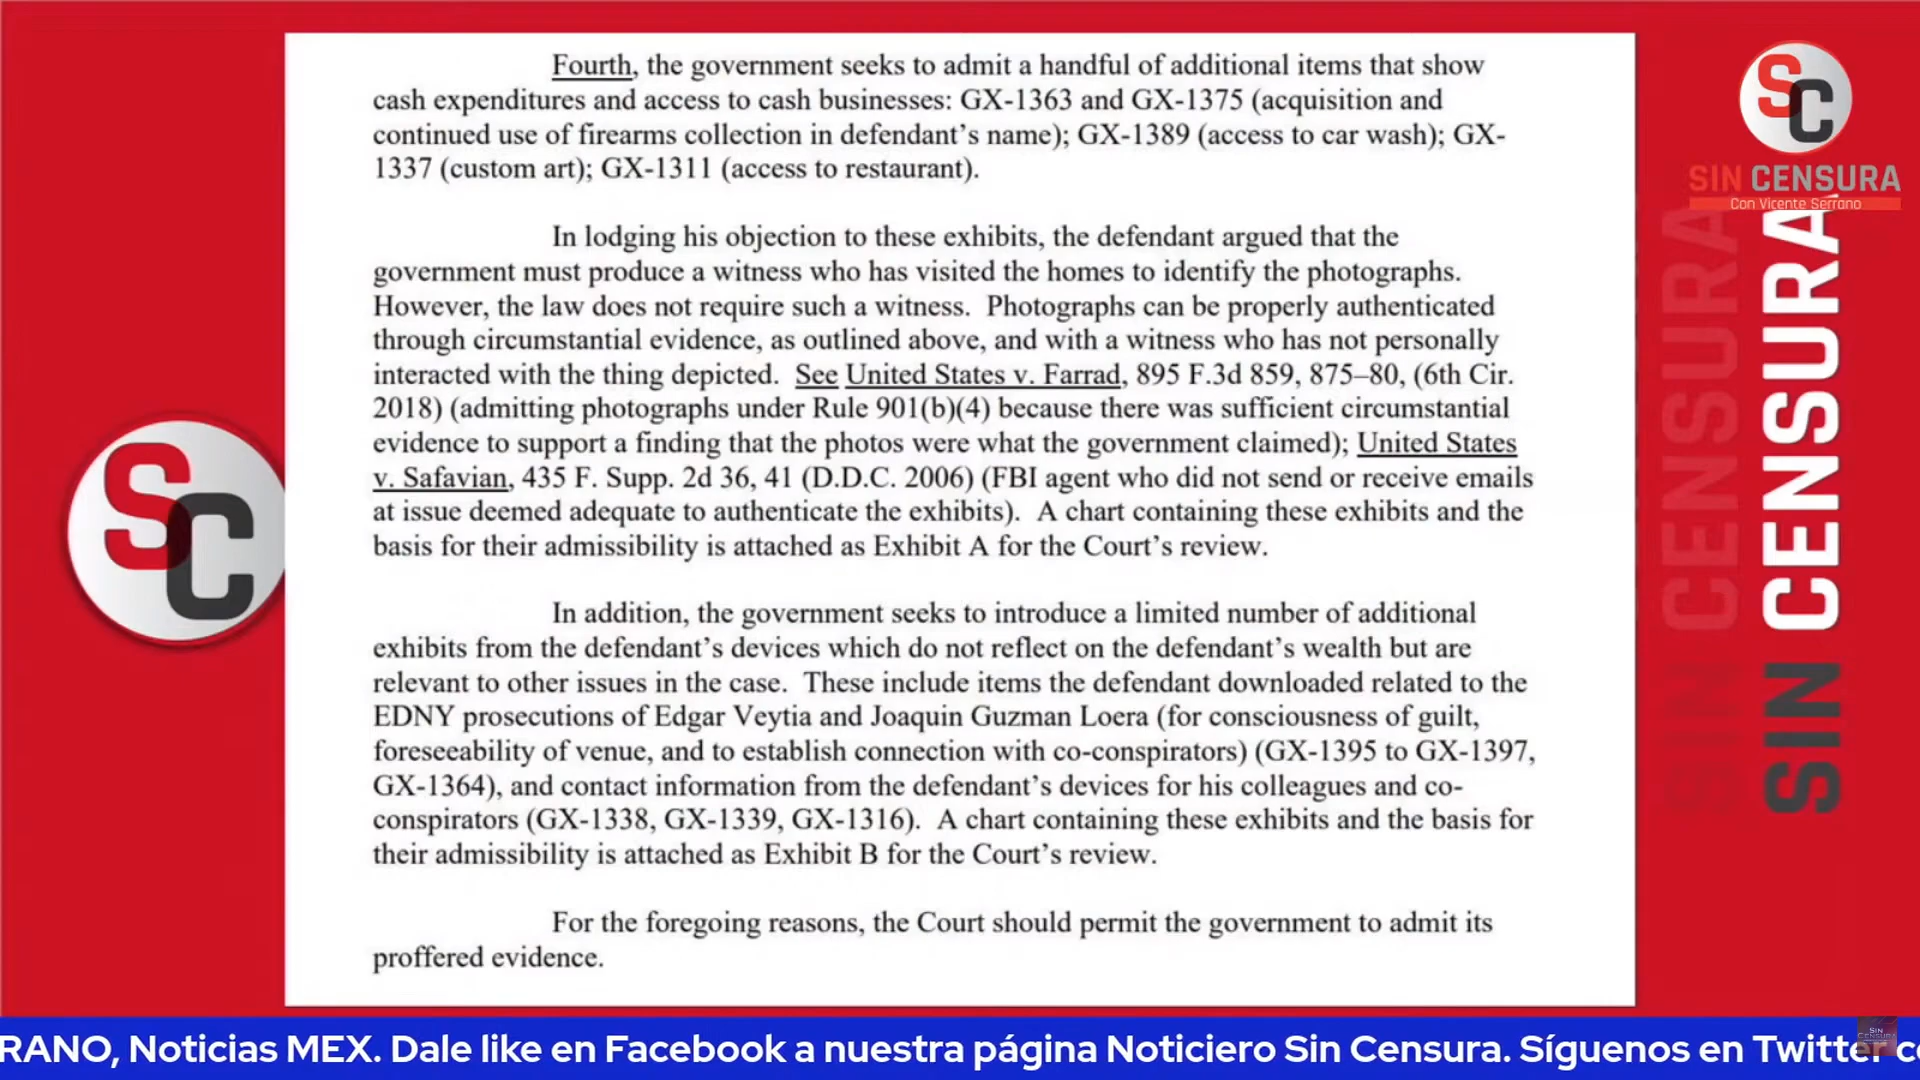 Fourth, the government seeks to admit a handful of additional items that show
cash expenditures and access to cash businesses: GX-1363 and GX-1375 (acquisition and
continued use of firearms collection in defendant’s name); GX-1389 (access to car wash); GX-
1337 (custom art); GX-1311 (access to restaurant).
In lodging his objection to these exhibits, the defendant argued that the
government must produce a witness who has visited the homes to identify the photographs.
However, the law does not require such a witness. Photographs can be properly authenticated
through circumstantial evidence, as outlined above, and with a witness who has not personally
interacted with the thing depicted. See United States v. Farrad, 895 F.3d 859, 875–80, (6th Cir.
2018) (admitting photographs under Rule 901(b)(4) because there was sufficient circumstantial
evidence to support a finding that the photos were what the government claimed); United States
v. Safavian, 435 F. Supp. 2d 36, 41 (D.D.C. 2006) (FBI agent who did not send or receive emails
at issue deemed adequate to authenticate the exhibits). A chart containing these exhibits and the
basis for their admissibility is attached as Exhibit A for the Court’s review.
In addition, the government seeks to introduce a limited number of additional
exhibits from the defendant’s devices which do not reflect on the defendant’s wealth but are
relevant to other issues in the case. These include items the defendant downloaded related to the
EDNY prosecutions of Edgar Veytia and Joaquin Guzman Loera (for consciousness of guilt,
foreseeability of venue, and to establish connection with co-conspirators) (GX-1395 to GX-1397,
GX-1364), and contact information from the defendant’s devices for his colleagues and co-
conspirators (GX-1338, GX-1339, GX-1316). A chart containing these exhibits and the basis for
their admissibility is attached as Exhibit B for the Court’s review.
For the foregoing reasons, the Court should permit the government to admit its
proffered evidence.
SC
SC
SIN CENSURA
Con Vicente Serrano
SIN CENSURA
SIN CENSURA
RANO, Noticias MEX. Dale like en Facebook a nuestra página Noticiero Sin Censura. Síguenos en Twitter
SIN
CENSURA